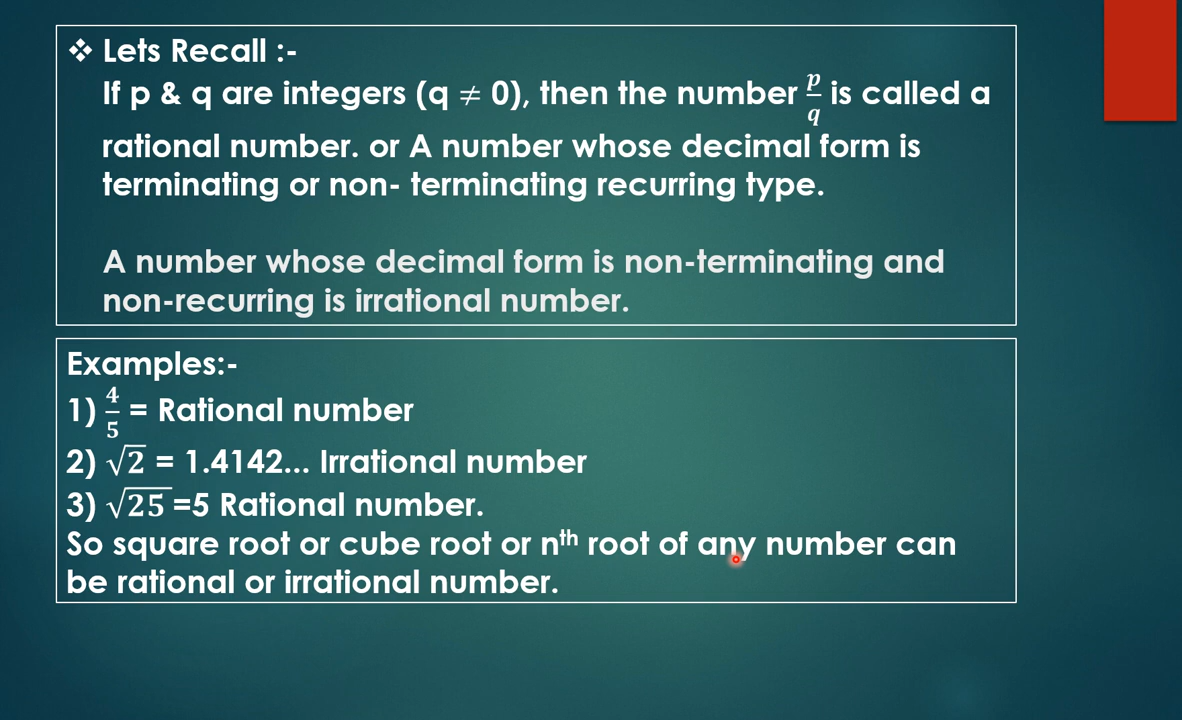 ❖ Lets Recall :-
If p & q are integers (q ≠ 0), then the number p/q is called a
rational number. or A number whose decimal form is
terminating or non- terminating recurring type.
A number whose decimal form is non-terminating and
non-recurring is irrational number.
Examples:-
1) 4/5 = Rational number
2) √2 = 1.4142... Irrational number
3) √25 =5 Rational number.
So square root or cube root or nth root of any number can
be rational or irrational number.